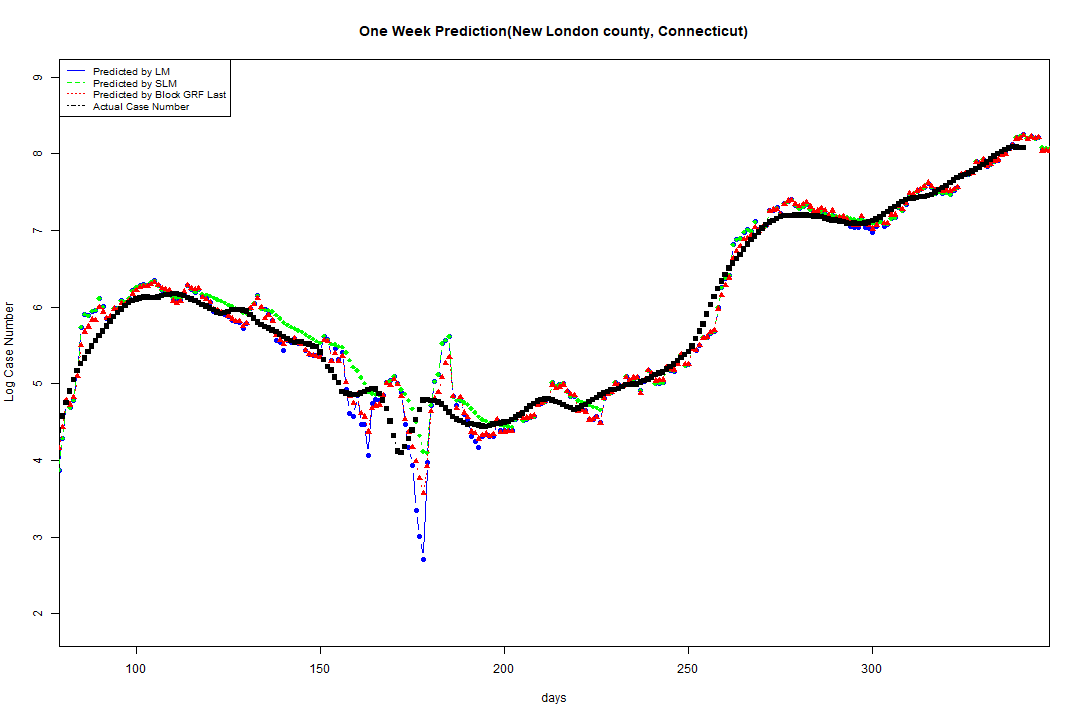 One Week Prediction(New London county, Connecticut)
Predicted by LM
Predicted by SLM
Predicted by Block GRF Last
Actual Case Number
Log Case Number
9
8
7
6
5
4
3
2
100 150 200 250 300
days